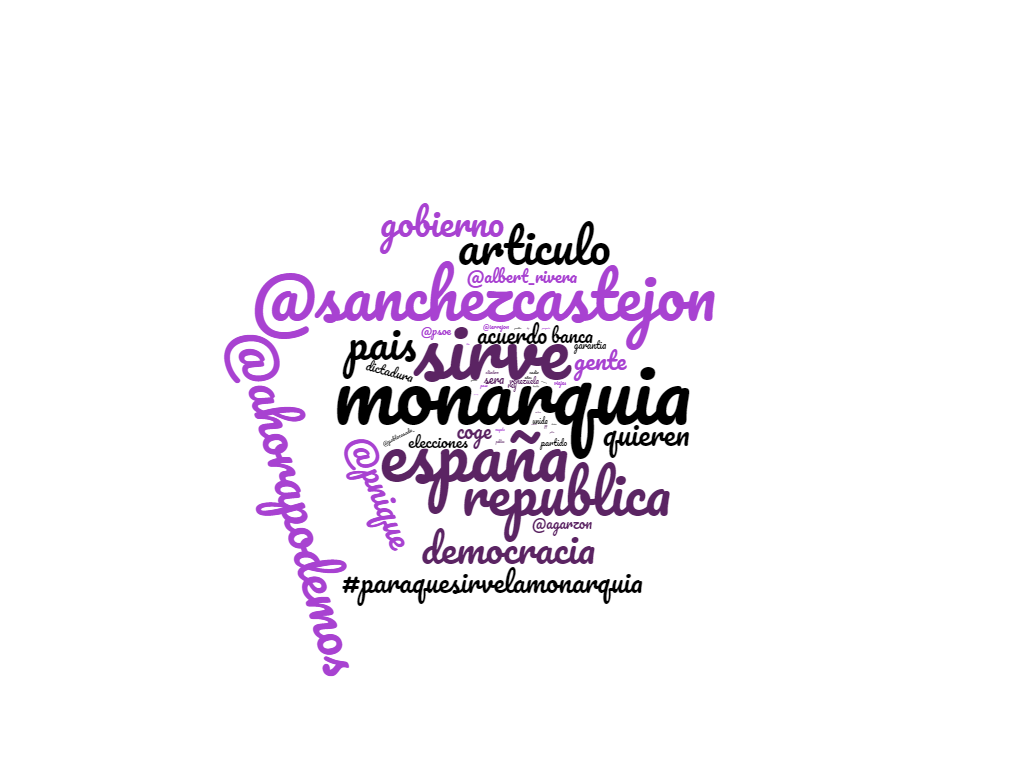 gobierno
articulo
@albert_rivera
@sanchezcastejon
@psoe
acuerdo
banca
garantia
pais
sirve
gente
dictadura
sera
venezuela
monarquia
quieren
coge
elecciones
partido
españa
@pnique
@ahorapodemos
republica
@agarzon
democracia
#paraquesirvelamonarquia